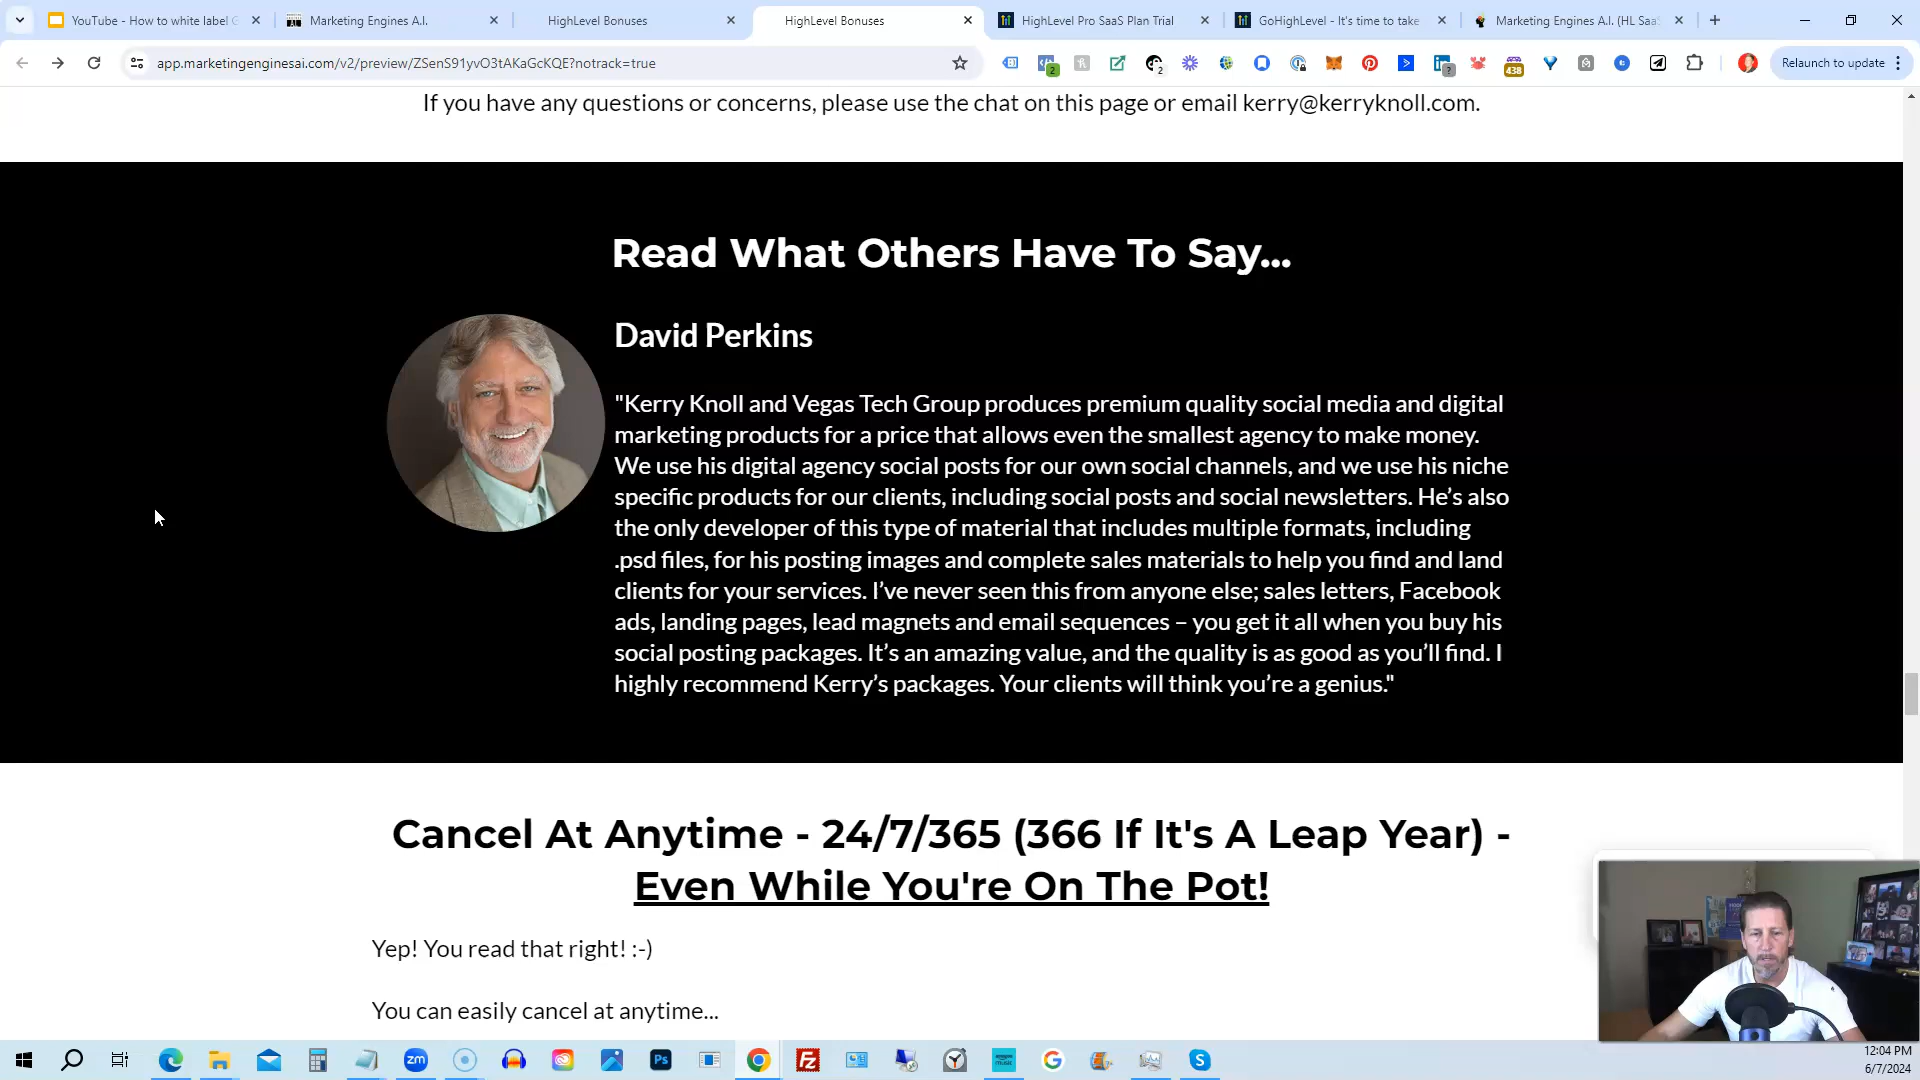 YouTube - How to white label G
Marketing Engines A.I.
HighLevel Bonuses
HighLevel Bonuses
HighLevel Pro SaaS Plan Trial
GoHighLevel - It's time to take
Marketing Engines A.I. (HL SaaS
app.marketingenginesai.com/v2/preview/ZSenS91yvO3tAKaGcKQE?notrack=true
2
2
?
438
Relaunch to update
If you have any questions or concerns, please use the chat on this page or email kerry@kerryknoll.com.
Read What Others Have To Say...
David Perkins
"Kerry Knoll and Vegas Tech Group produces premium quality social media and digital
marketing products for a price that allows even the smallest agency to make money.
We use his digital agency social posts for our own social channels, and we use his niche
specific products for our clients, including social posts and social newsletters. He’s also
the only developer of this type of material that includes multiple formats, including
.psd files, for his posting images and complete sales materials to help you find and land
clients for your services. I’ve never seen this from anyone else; sales letters, Facebook
ads, landing pages, lead magnets and email sequences – you get it all when you buy his
social posting packages. It’s an amazing value, and the quality is as good as you’ll find. I
highly recommend Kerry’s packages. Your clients will think you’re a genius."
Cancel At Anytime - 24/7/365 (366 If It's A Leap Year) -
Even While You're On The Pot!
Yep! You read that right! :-)
You can easily cancel at anytime...
zm
Ps
Fz
amazon
music
12:04 PM
6/7/2024